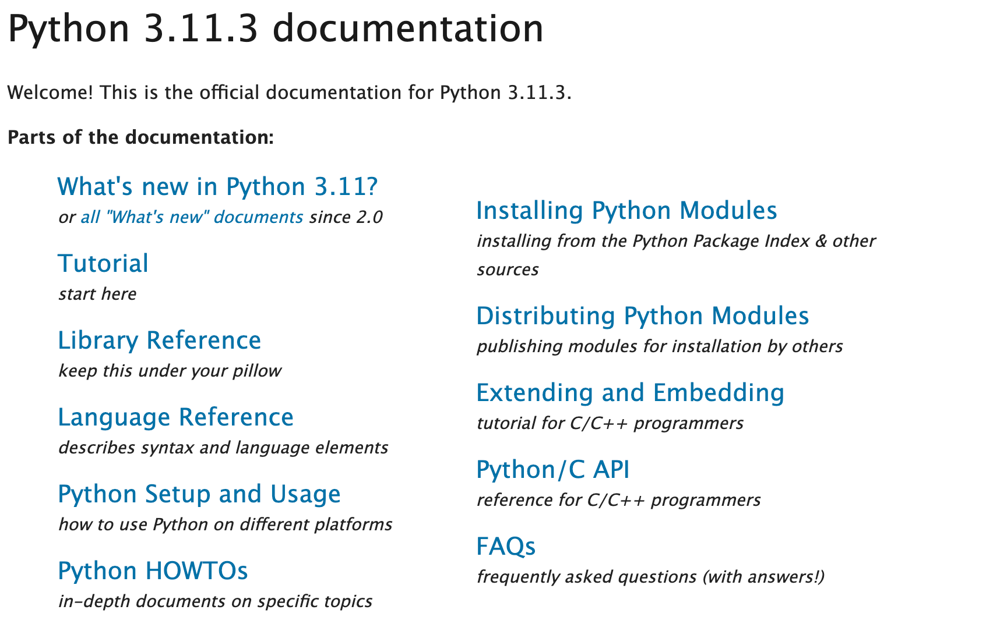 Python 3.11.3 documentation
Welcome! This is the official documentation for Python 3.11.3.
Parts of the documentation:
What's new in Python 3.11?
or all "What's new" documents since 2.0
Tutorial
start here
Library Reference
keep this under your pillow
Language Reference
describes syntax and language elements
Python Setup and Usage
how to use Python on different platforms
Python HOWTOs
in-depth documents on specific topics
Installing Python Modules
installing from the Python Package Index & other
sources
Distributing Python Modules
publishing modules for installation by others
Extending and Embedding
tutorial for C/C++ programmers
Python/C API
reference for C/C++ programmers
FAQs
frequently asked questions (with answers!)